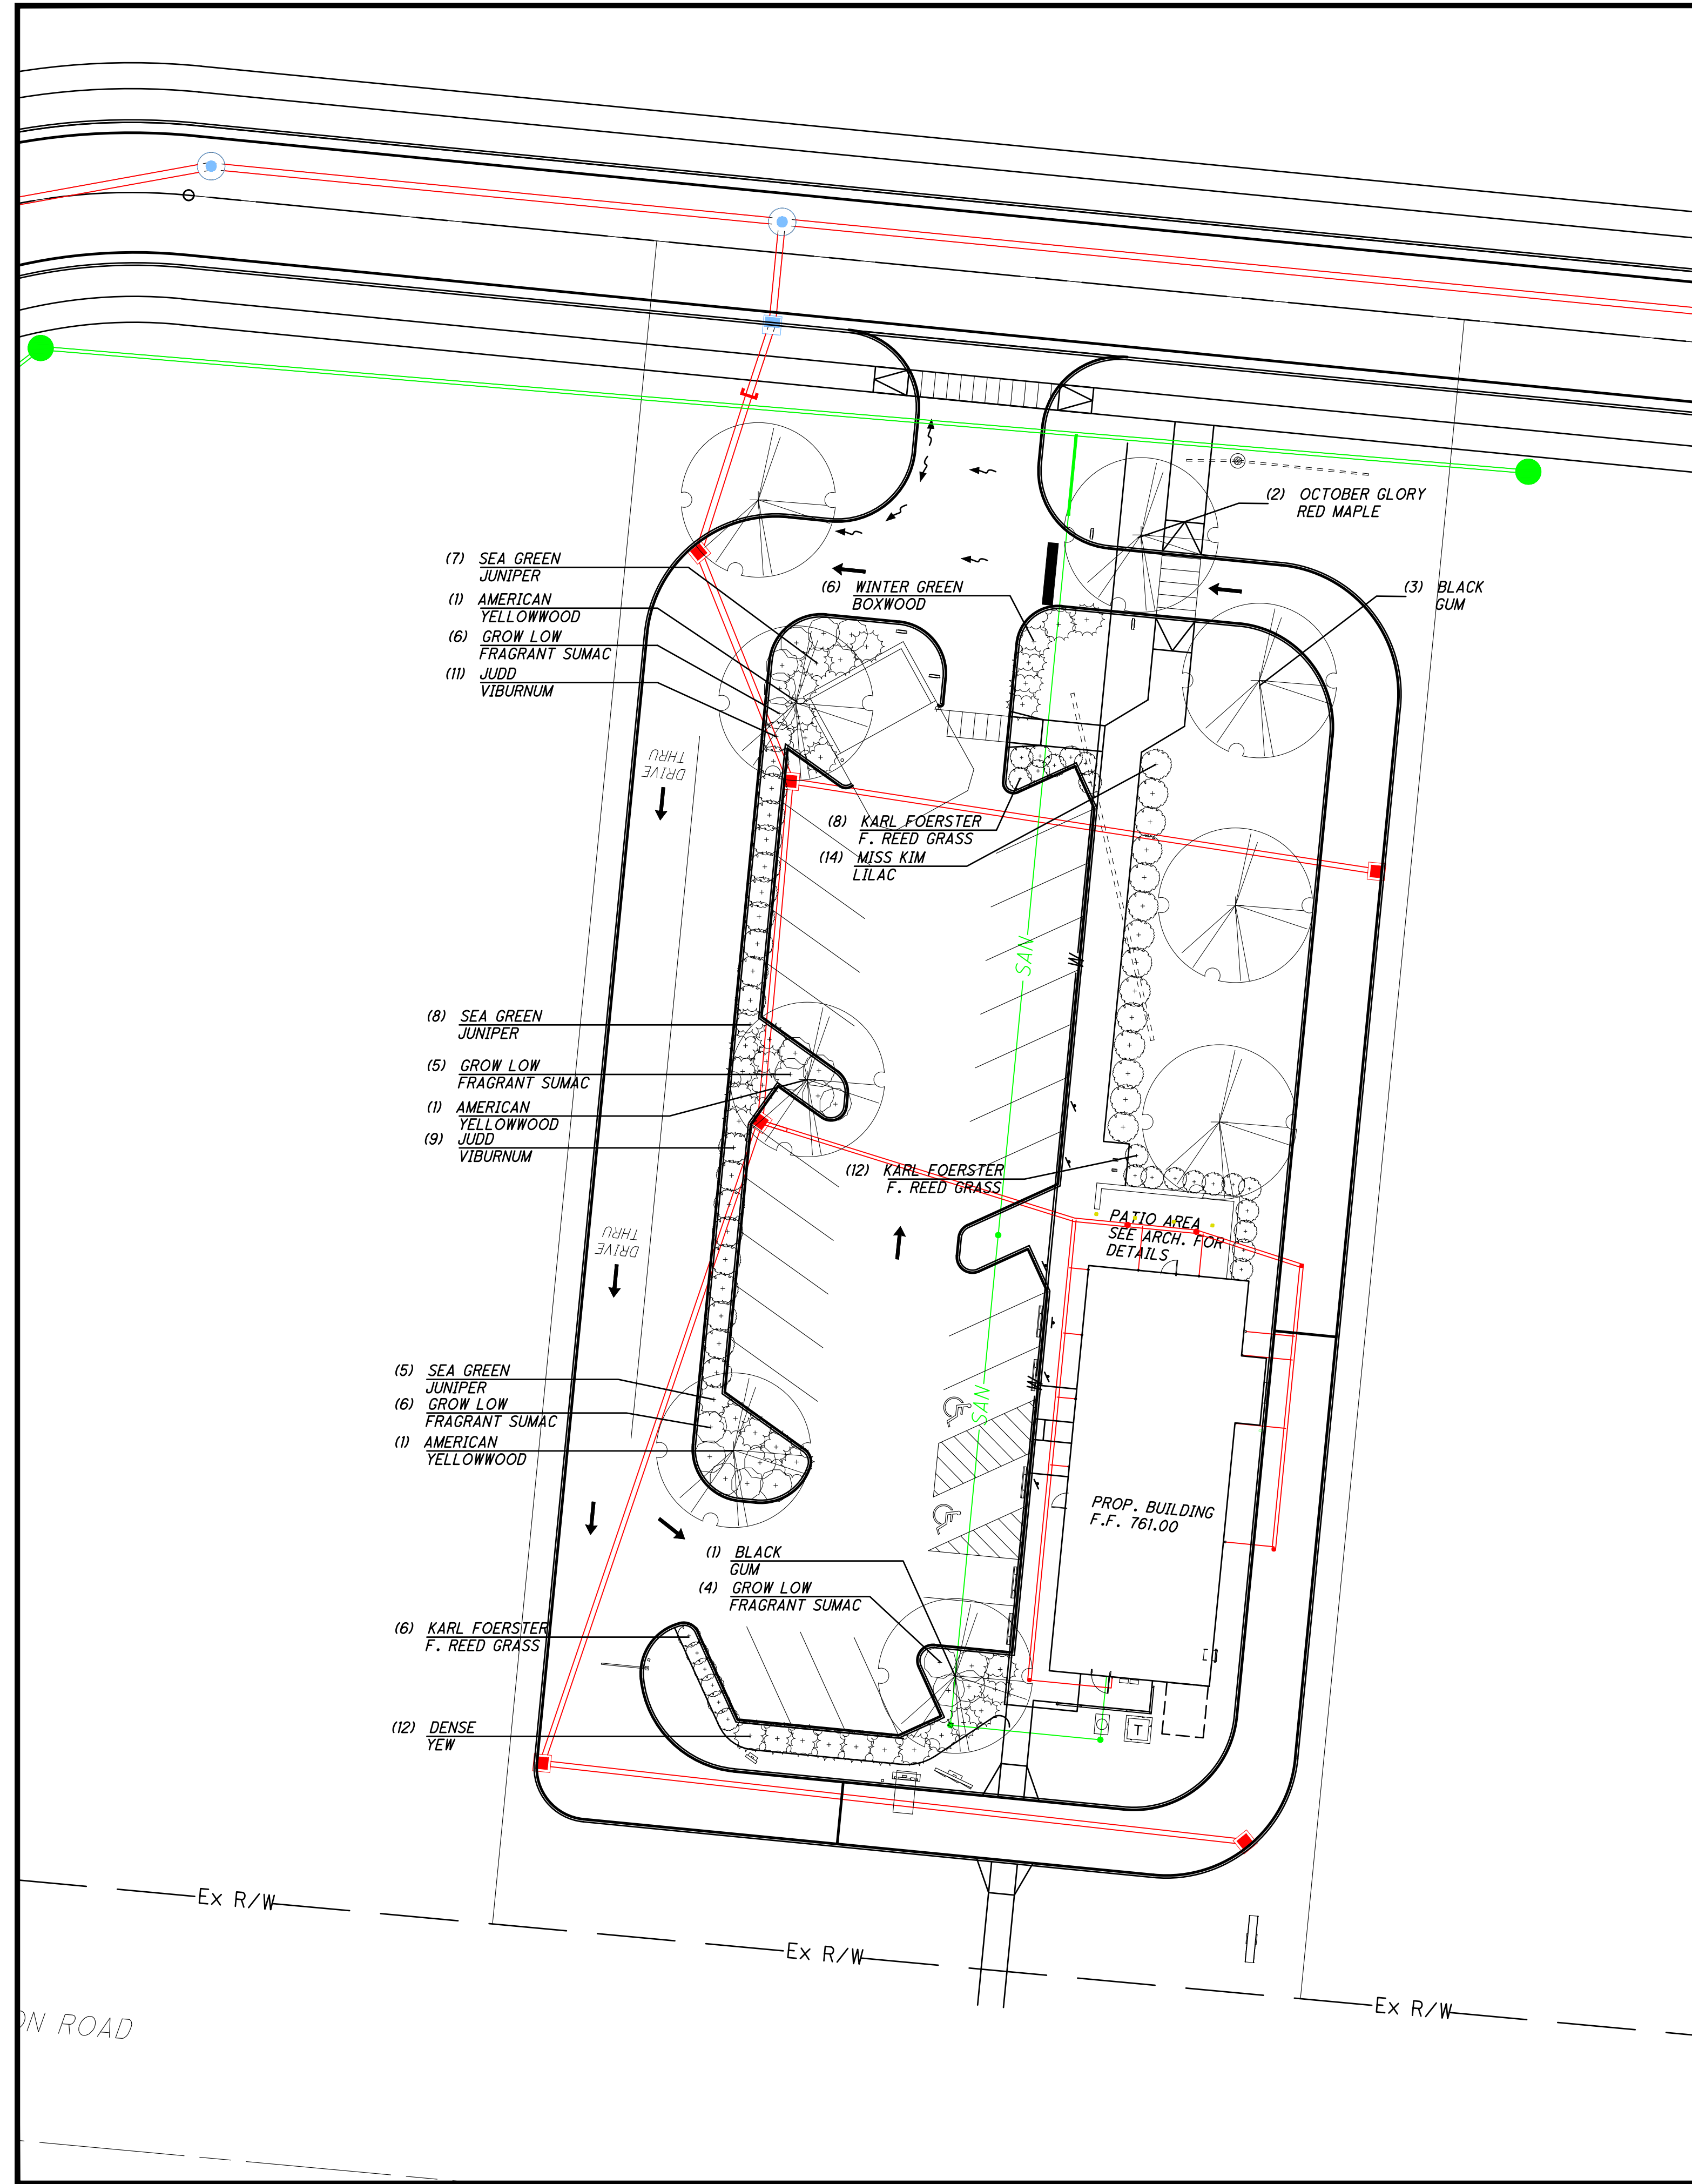 (2) OCTOBER GLORY
RED MAPLE
(7) SEA GREEN
JUNIPER
(1) AMERICAN
YELLOWWOOD
(6) GROW LOW
FRAGRANT SUMAC
(11) JUDD
VIBURNUM
(6) WINTER GREEN
BOXWOOD
(3) BLACK
GUM
DRIVE
THRU
(8) KARL FOERSTER
F. REED GRASS
(14) MISS KIM
LILAC
SAN
W
(8) SEA GREEN
JUNIPER
(5) GROW LOW
FRAGRANT SUMAC
(1) AMERICAN
YELLOWWOOD
(9) JUDD
VIBURNUM
(12) KARL FOERSTER
F. REED GRASS
PATIO AREA
SEE ARCH. FOR
DETAILS
DRIVE
THRU
(5) SEA GREEN
JUNIPER
(6) GROW LOW
FRAGRANT SUMAC
(1) AMERICAN
YELLOWWOOD
SAN
W
PROP. BUILDING
F.F. 761.00
(1) BLACK
GUM
(4) GROW LOW
FRAGRANT SUMAC
(6) KARL FOERSTER
F. REED GRASS
(12) DENSE
YEW
T
Ex R/W
Ex R/W
Ex R/W
ON ROAD